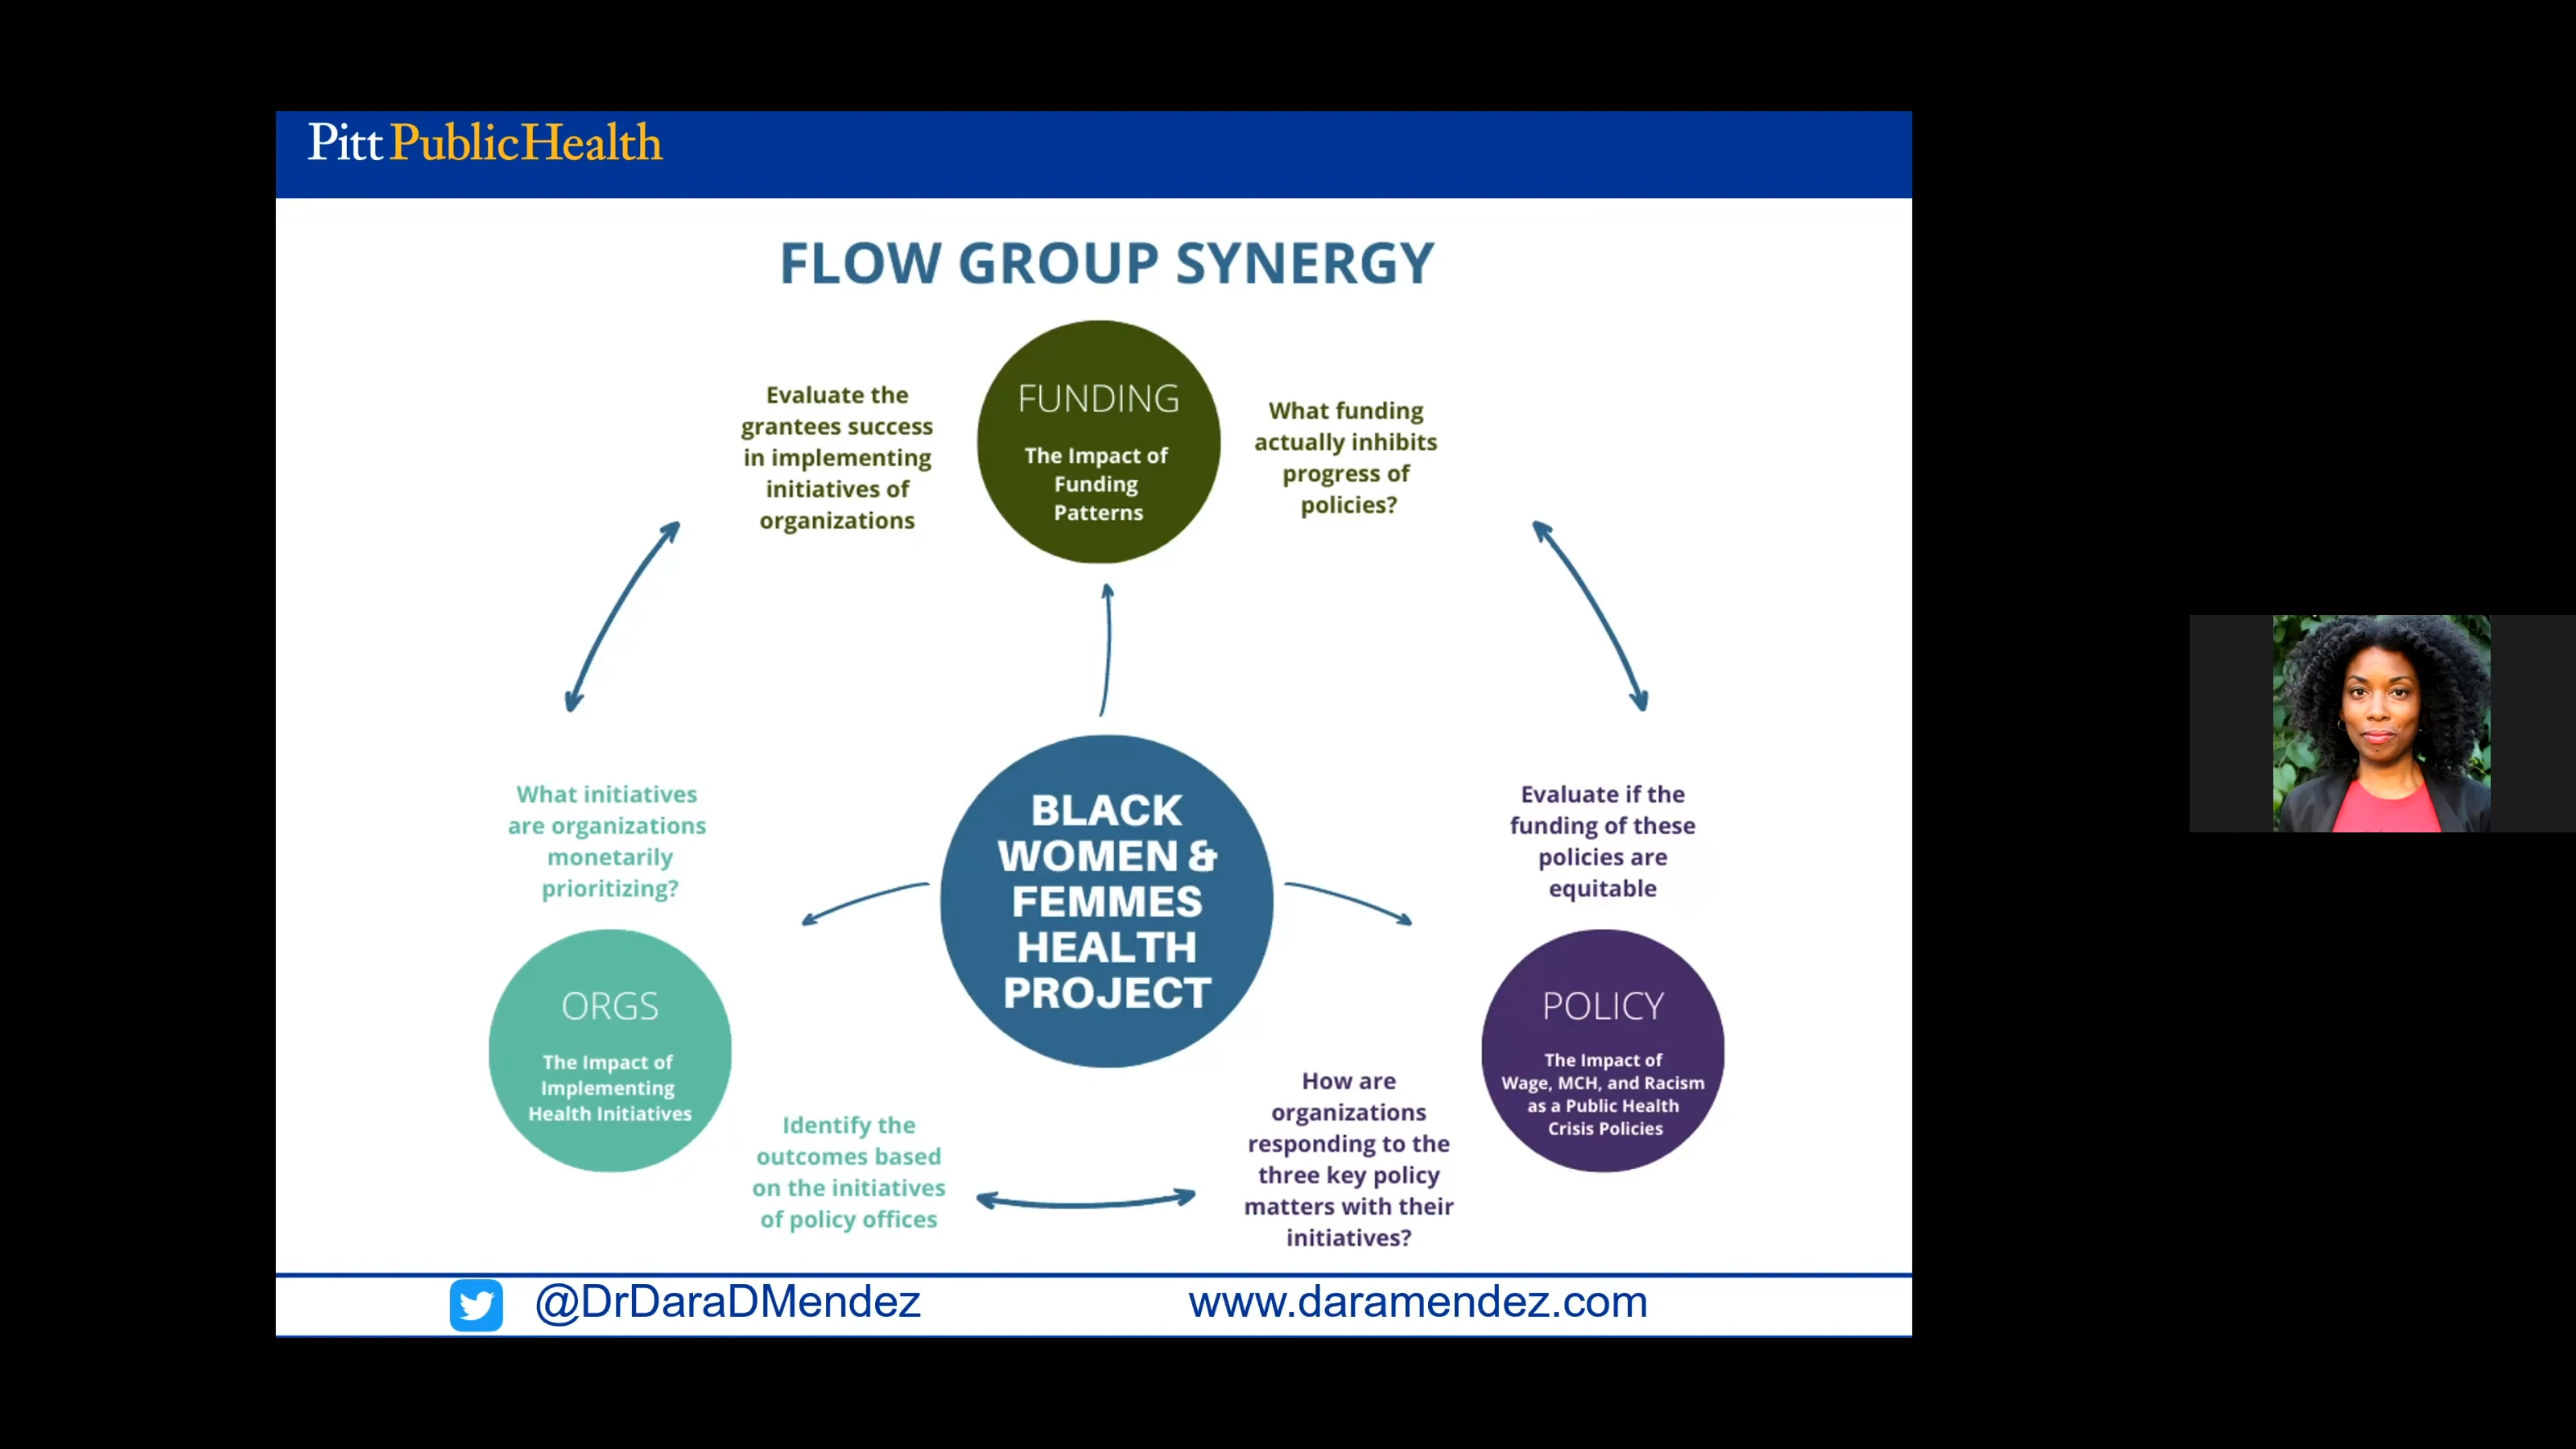 Pitt PublicHealth
FLOW GROUP SYNERGY
Evaluate the
grantees success
in implementing
initiatives of
organizations
FUNDING
The Impact of
Funding
Patterns
What funding
actually inhibits
progress of
policies?
What initiatives
are organizations
monetarily
prioritizing?
BLACK
WOMEN &
FEMMES
HEALTH
PROJECT
Evaluate if the
funding of these
policies are
equitable
ORGS
The Impact of
Implementing
Health Initiatives
POLICY
The Impact of
Wage, MCH, and Racism
as a Public Health
Crisis Policies
Identify the
outcomes based
on the initiatives
of policy offices
How are
organizations
responding to the
three key policy
matters with their
initiatives?
@DrDaraDMendez
www.daramendez.com